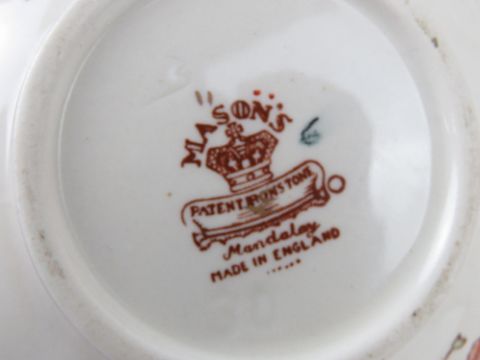 MASON'S
PATENT IRONSTONE
Mandalay
MADE IN ENGLAND